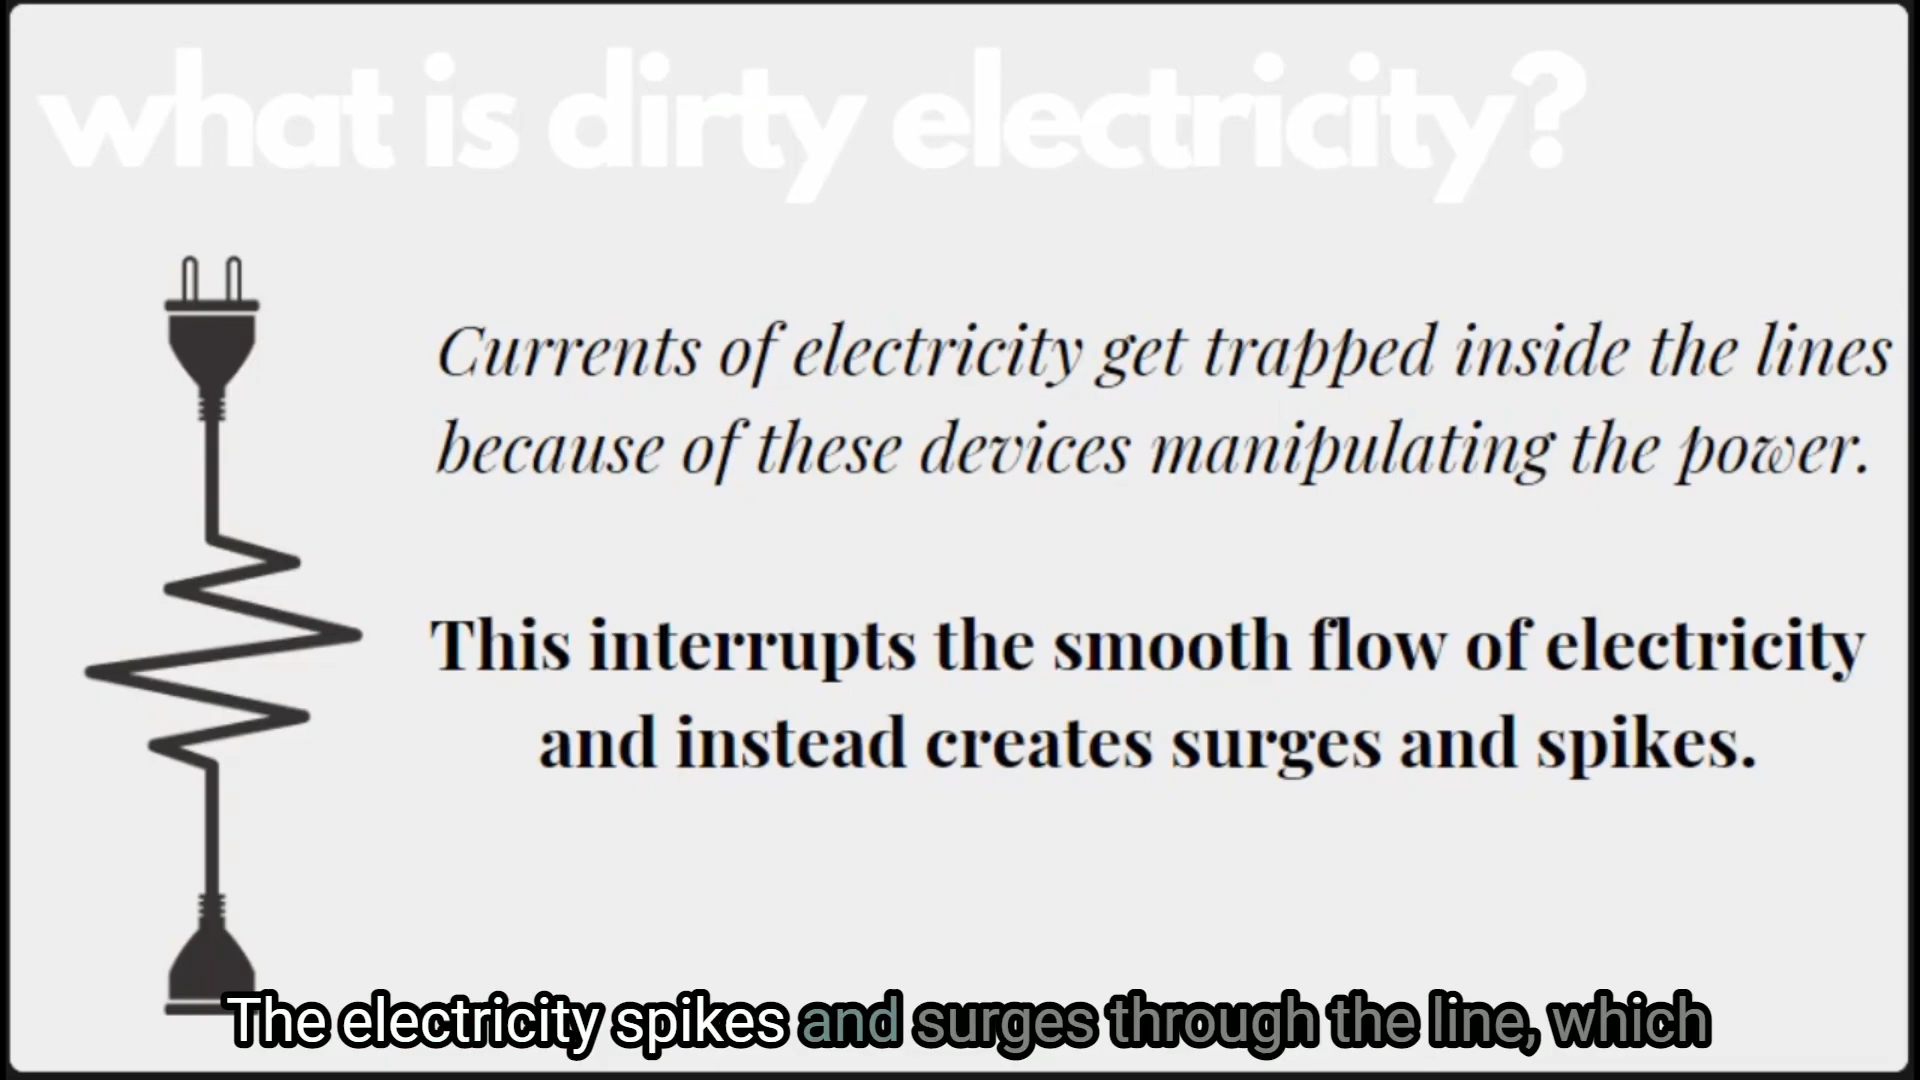 what is dirty electricity?
Currents of electricity get trapped inside the lines
because of these devices manipulating the power.
This interrupts the smooth flow of electricity
and instead creates surges and spikes.
The electricity spikes and surges through the line, which